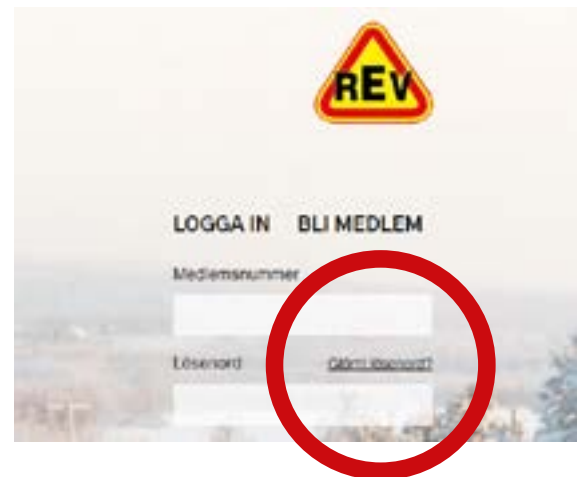 REV
LOGGA IN BLI MEDLEM
Medlemsnummer
Lösenord Glömt lösenord?